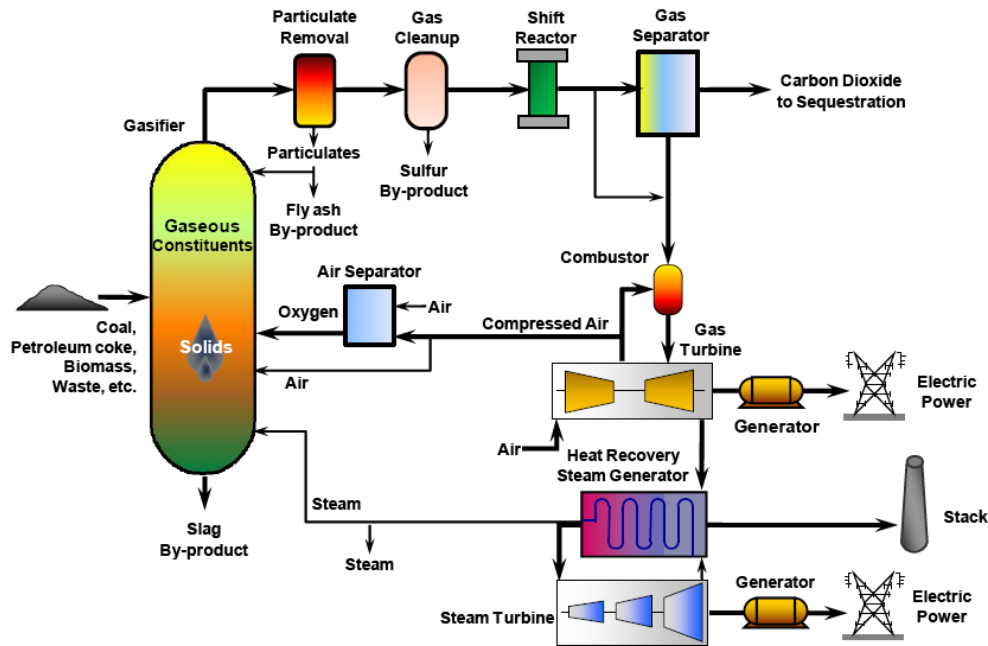 Particulate
Removal
Gas
Cleanup
Shift
Reactor
Gas
Separator
Carbon Dioxide
to Sequestration
Gasifier
Particulates
Sulfur
By-product
Fly ash
By-product
Gaseous
Constituents
Combustor
Air Separator
Oxygen
Air
Compressed Air
Gas
Turbine
Coal,
Petroleum coke,
Biomass,
Waste, etc.
Solids
Air
Electric
Power
Generator
Air
Heat Recovery
Steam Generator
Steam
Stack
Slag
By-product
Steam
Generator
Steam Turbine
Electric
Power